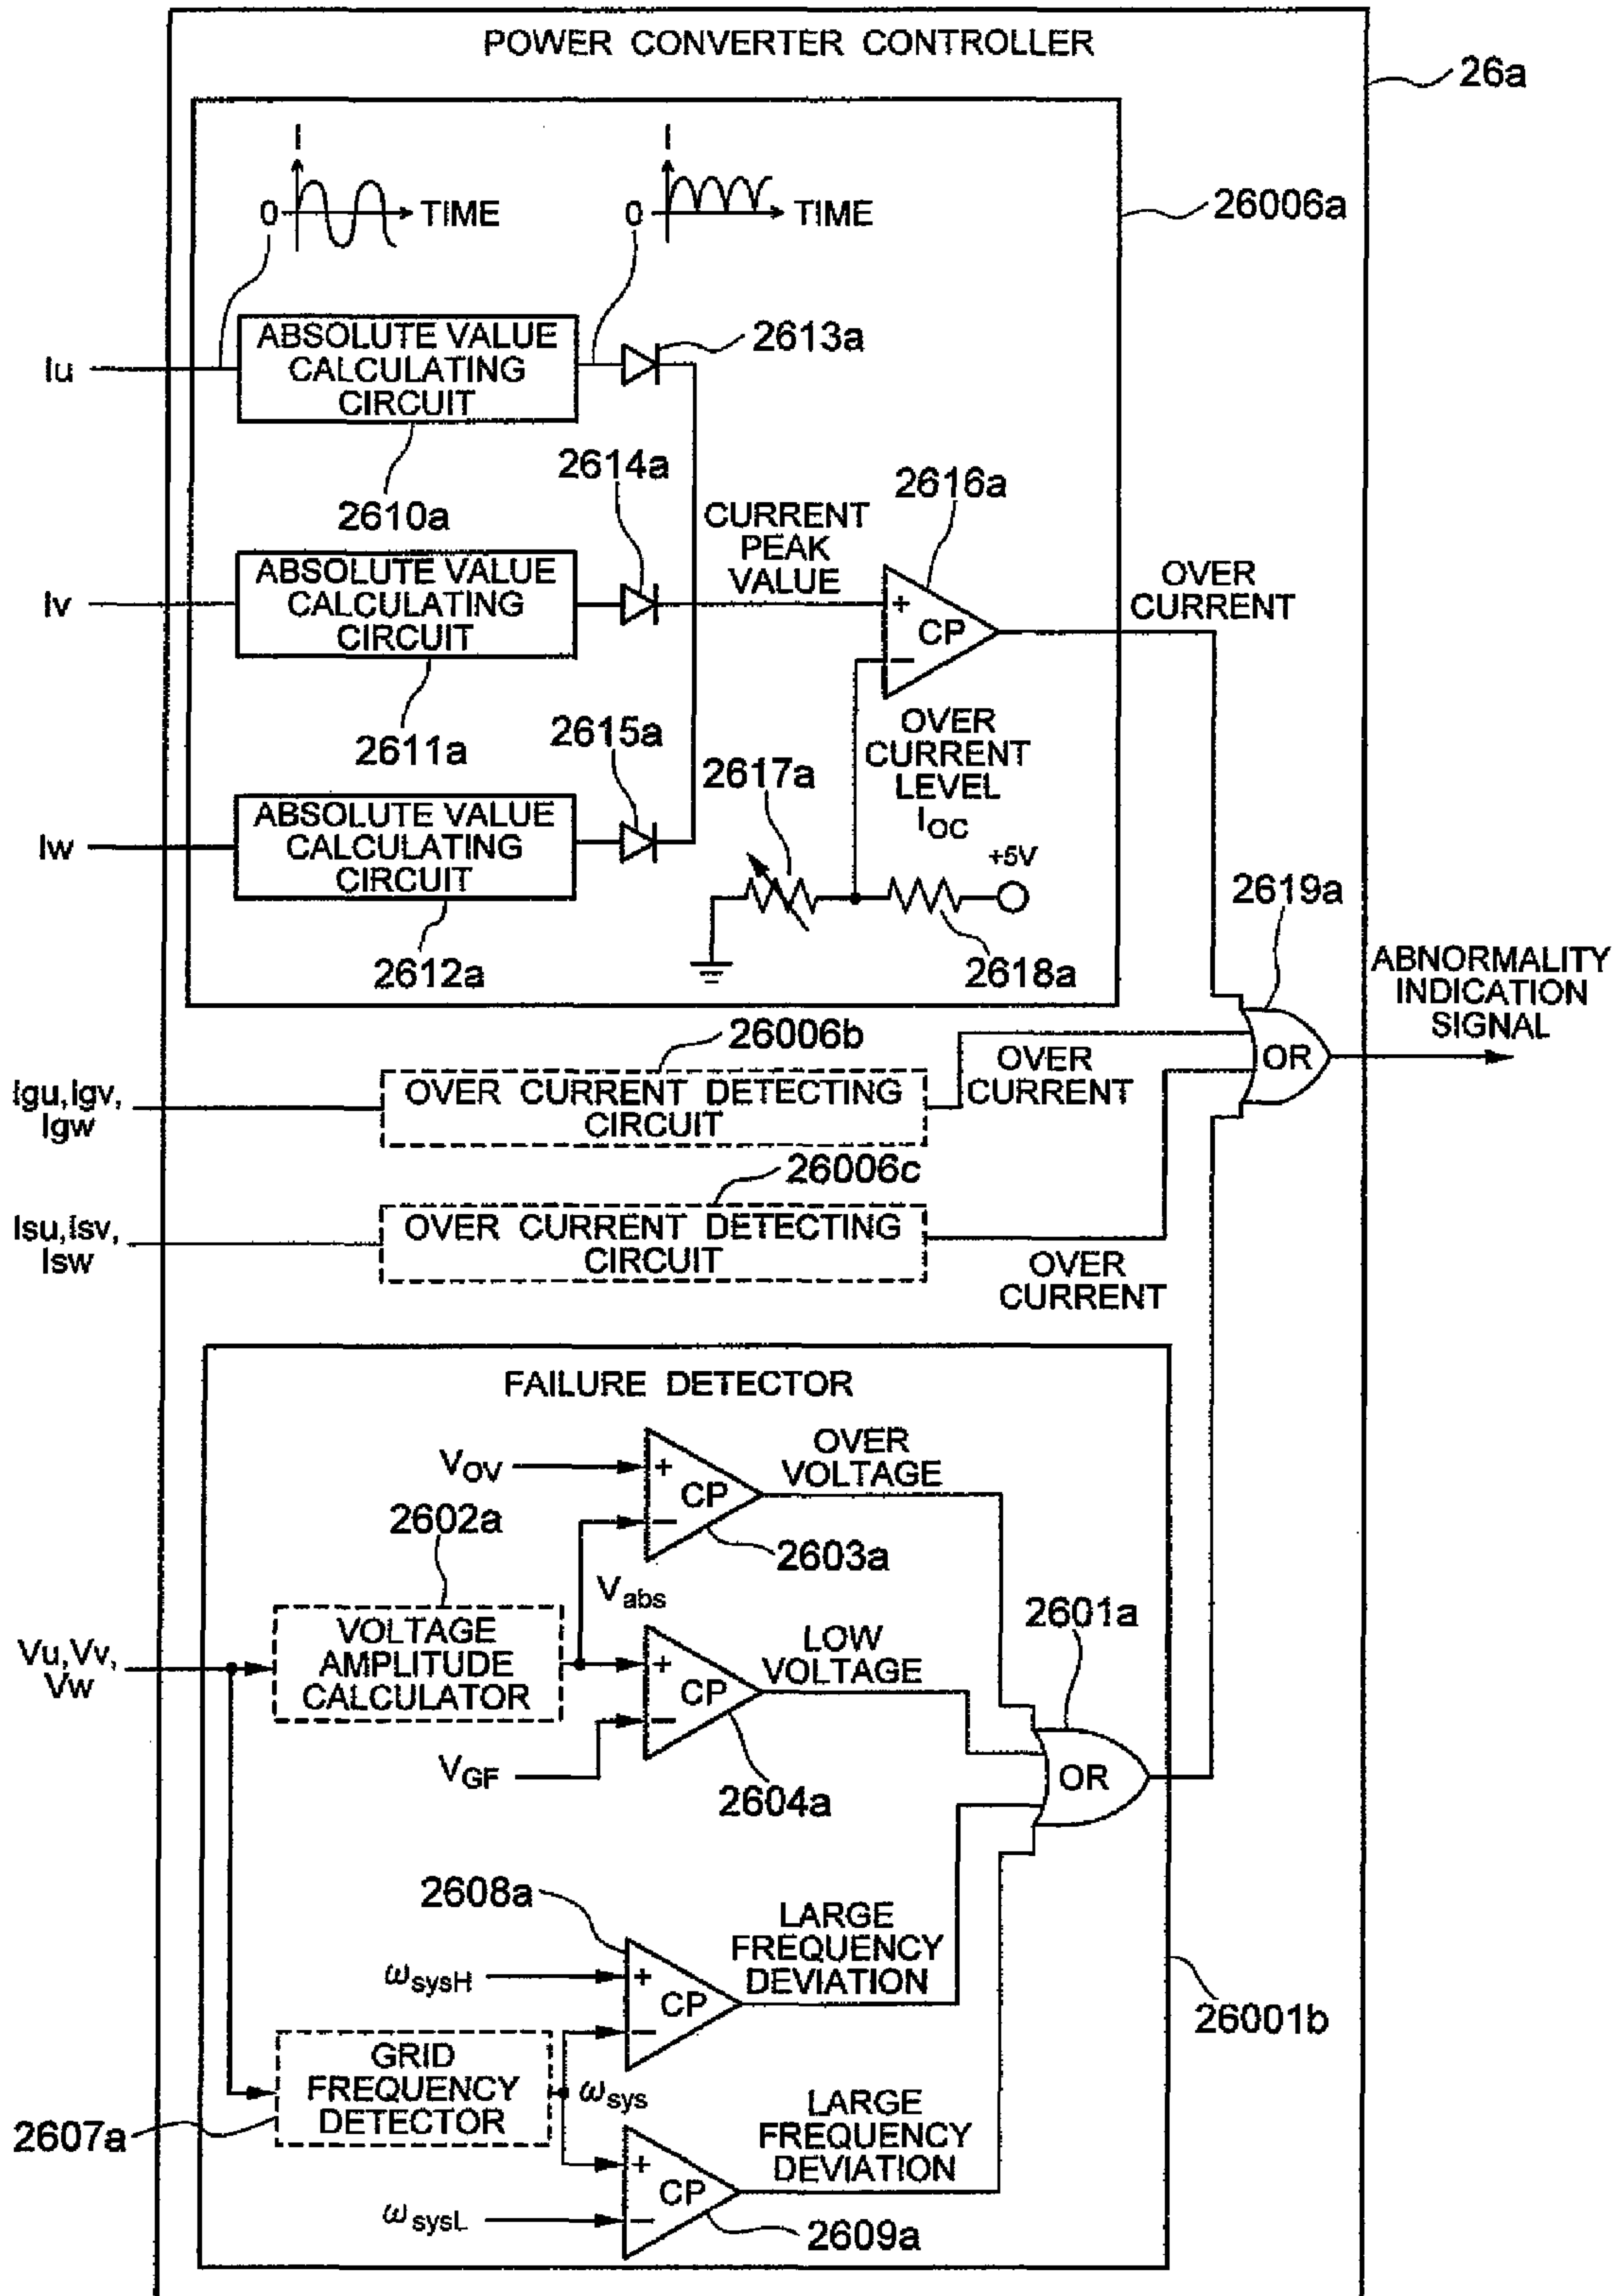 POWER CONVERTER CONTROLLER
26a
I
I
0
TIME
0
TIME
26006a
Iu
ABSOLUTE VALUE
CALCULATING
CIRCUIT
2613a
2610a
2614a
CURRENT
PEAK
VALUE
2616a
Iv
ABSOLUTE VALUE
CALCULATING
CIRCUIT
+
CP
−
OVER
CURRENT
2611a
2615a
2617a
OVER
CURRENT
LEVEL
IOC
+5V
Iw
ABSOLUTE VALUE
CALCULATING
CIRCUIT
2612a
2618a
2619a
OR
ABNORMALITY
INDICATION
SIGNAL
26006b
Igu,Igv,
Igw
OVER CURRENT DETECTING
CIRCUIT
OVER
CURRENT
26006c
Isu,Isv,
Isw
OVER CURRENT DETECTING
CIRCUIT
OVER
CURRENT
FAILURE DETECTOR
VOV
+
CP
−
OVER
VOLTAGE
2603a
2602a
Vabs
Vu,Vv,
Vw
VOLTAGE
AMPLITUDE
CALCULATOR
+
CP
−
LOW
VOLTAGE
2601a
VGF
2604a
OR
2608a
ωsysH
+
CP
−
LARGE
FREQUENCY
DEVIATION
26001b
GRID
FREQUENCY
DETECTOR
2607a
ωsys
+
CP
−
LARGE
FREQUENCY
DEVIATION
ωsysL
2609a